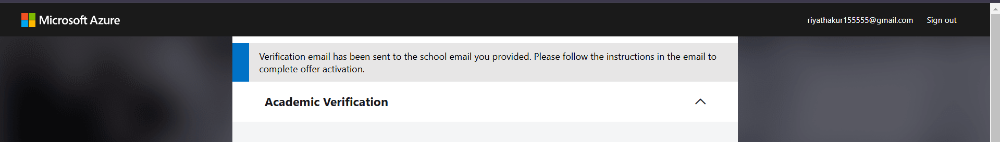 Microsoft Azure
riyathakur155555@gmail.com
Sign out
Verification email has been sent to the school email you provided. Please follow the instructions in the email to
complete offer activation.
Academic Verification